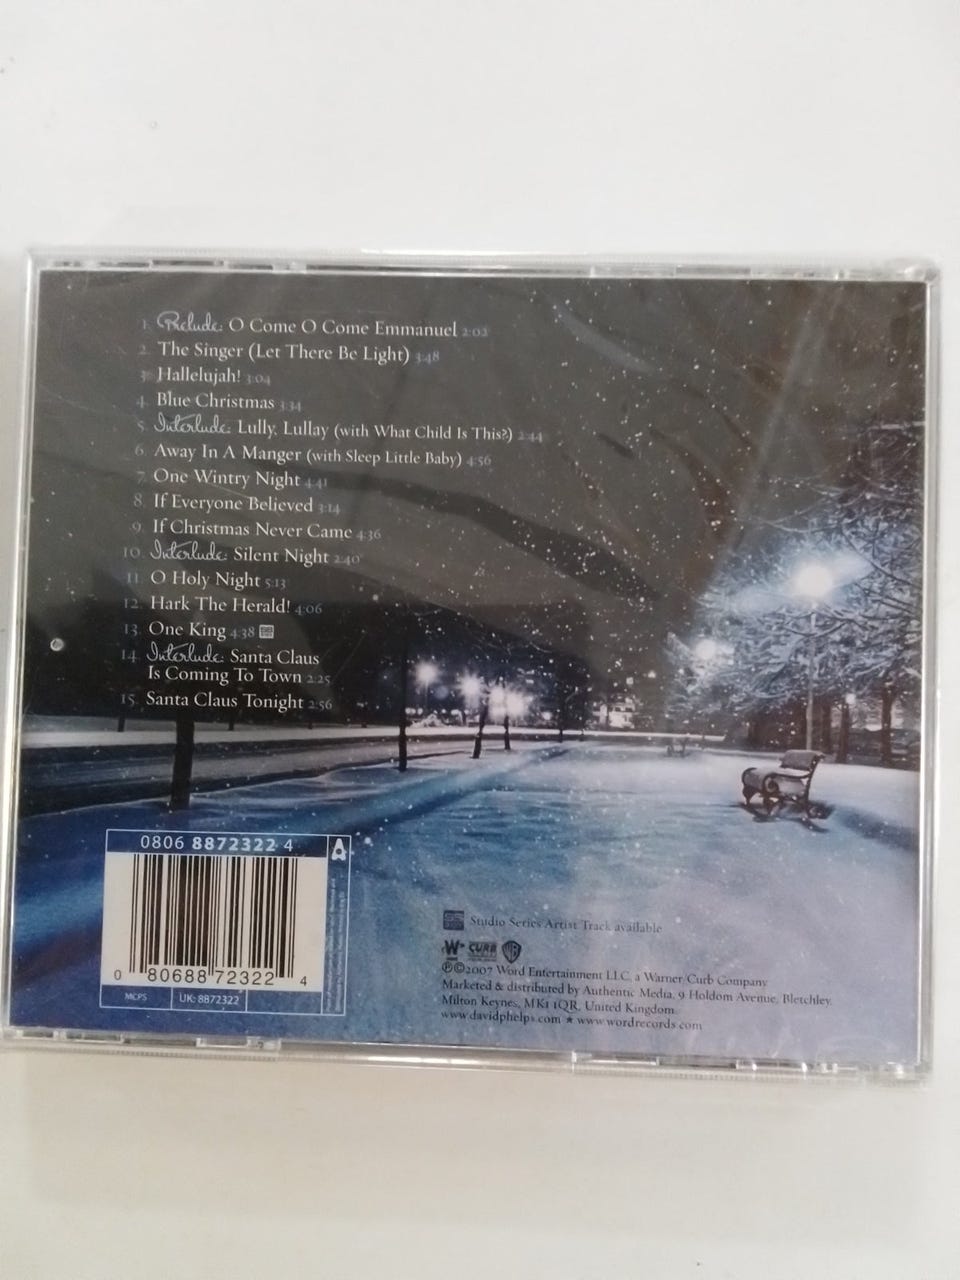 1. Prelude: O Come O Come Emmanuel 2:02
2. The Singer (Let There Be Light) 3:48
3. Hallelujah! 3:04
4. Blue Christmas 3:34
5. Interlude: Lully, Lullay (with What Child Is This?) 2:44
6. Away In A Manger (with Sleep Little Baby) 4:56
7. One Wintry Night 4:41
8. If Everyone Believed 3:14
9. If Christmas Never Came 4:36
10. Interlude: Silent Night 2:40
11. O Holy Night 5:13
12. Hark The Herald! 4:06
13. One King 4:38
14. Interlude: Santa Claus
Is Coming To Town 2:25
15. Santa Claus Tonight 2:56
0806 8872322 4
0 80688 72322 4
MCPS UK: 8872322
Studio Series Artist Track available
W CURB WB
℗©2007 Word Entertainment LLC, a Warner/Curb Company
Marketed & distributed by Authentic Media, 9 Holdom Avenue, Bletchley,
Milton Keynes, MK1 1QR, United Kingdom
www.davidphelps.com ★ www.wordrecords.com